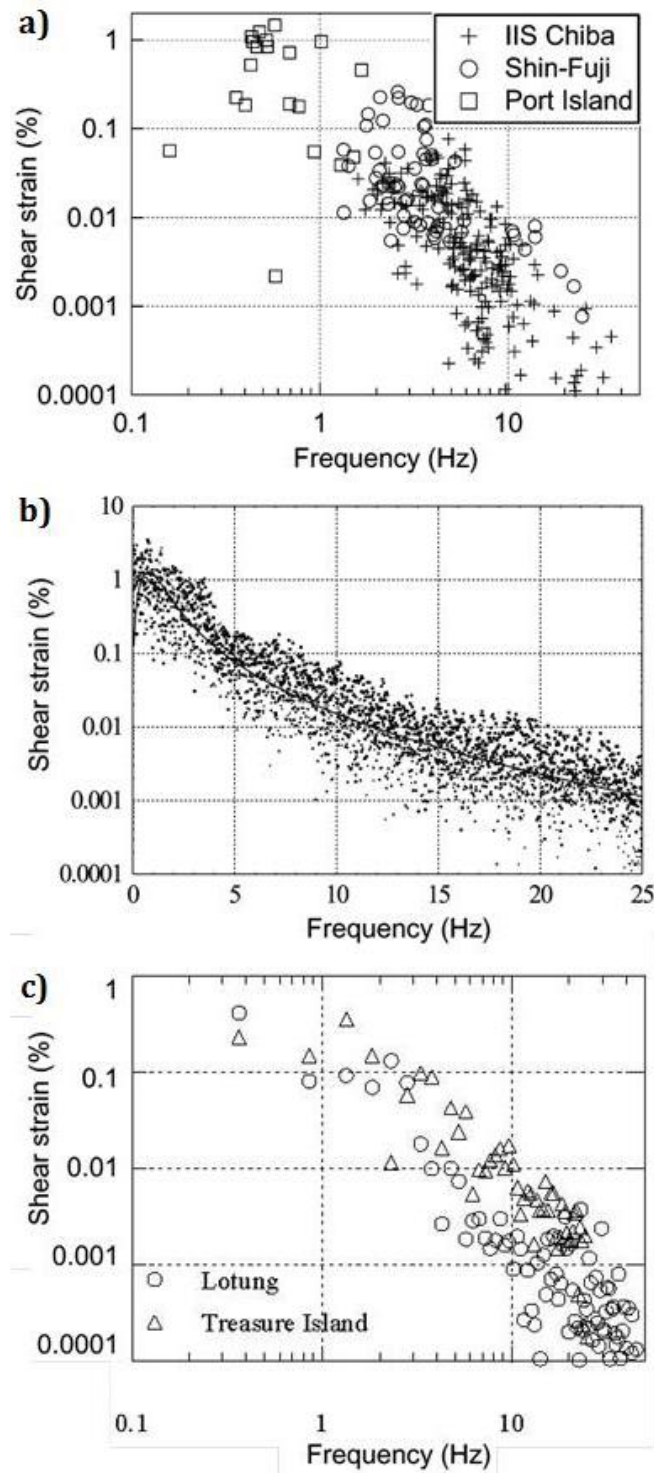 a)
1
0.1
0.01
0.001
0.0001
Shear strain (%)
IIS Chiba
Shin-Fuji
Port Island
0.1 1 10
Frequency (Hz)
b)
10
1
0.1
0.01
0.001
0.0001
Shear strain (%)
0 5 10 15 20 25
Frequency (Hz)
c)
1
0.1
0.01
0.001
0.0001
Shear strain (%)
Lotung
Treasure Island
0.1 1 10
Frequency (Hz)